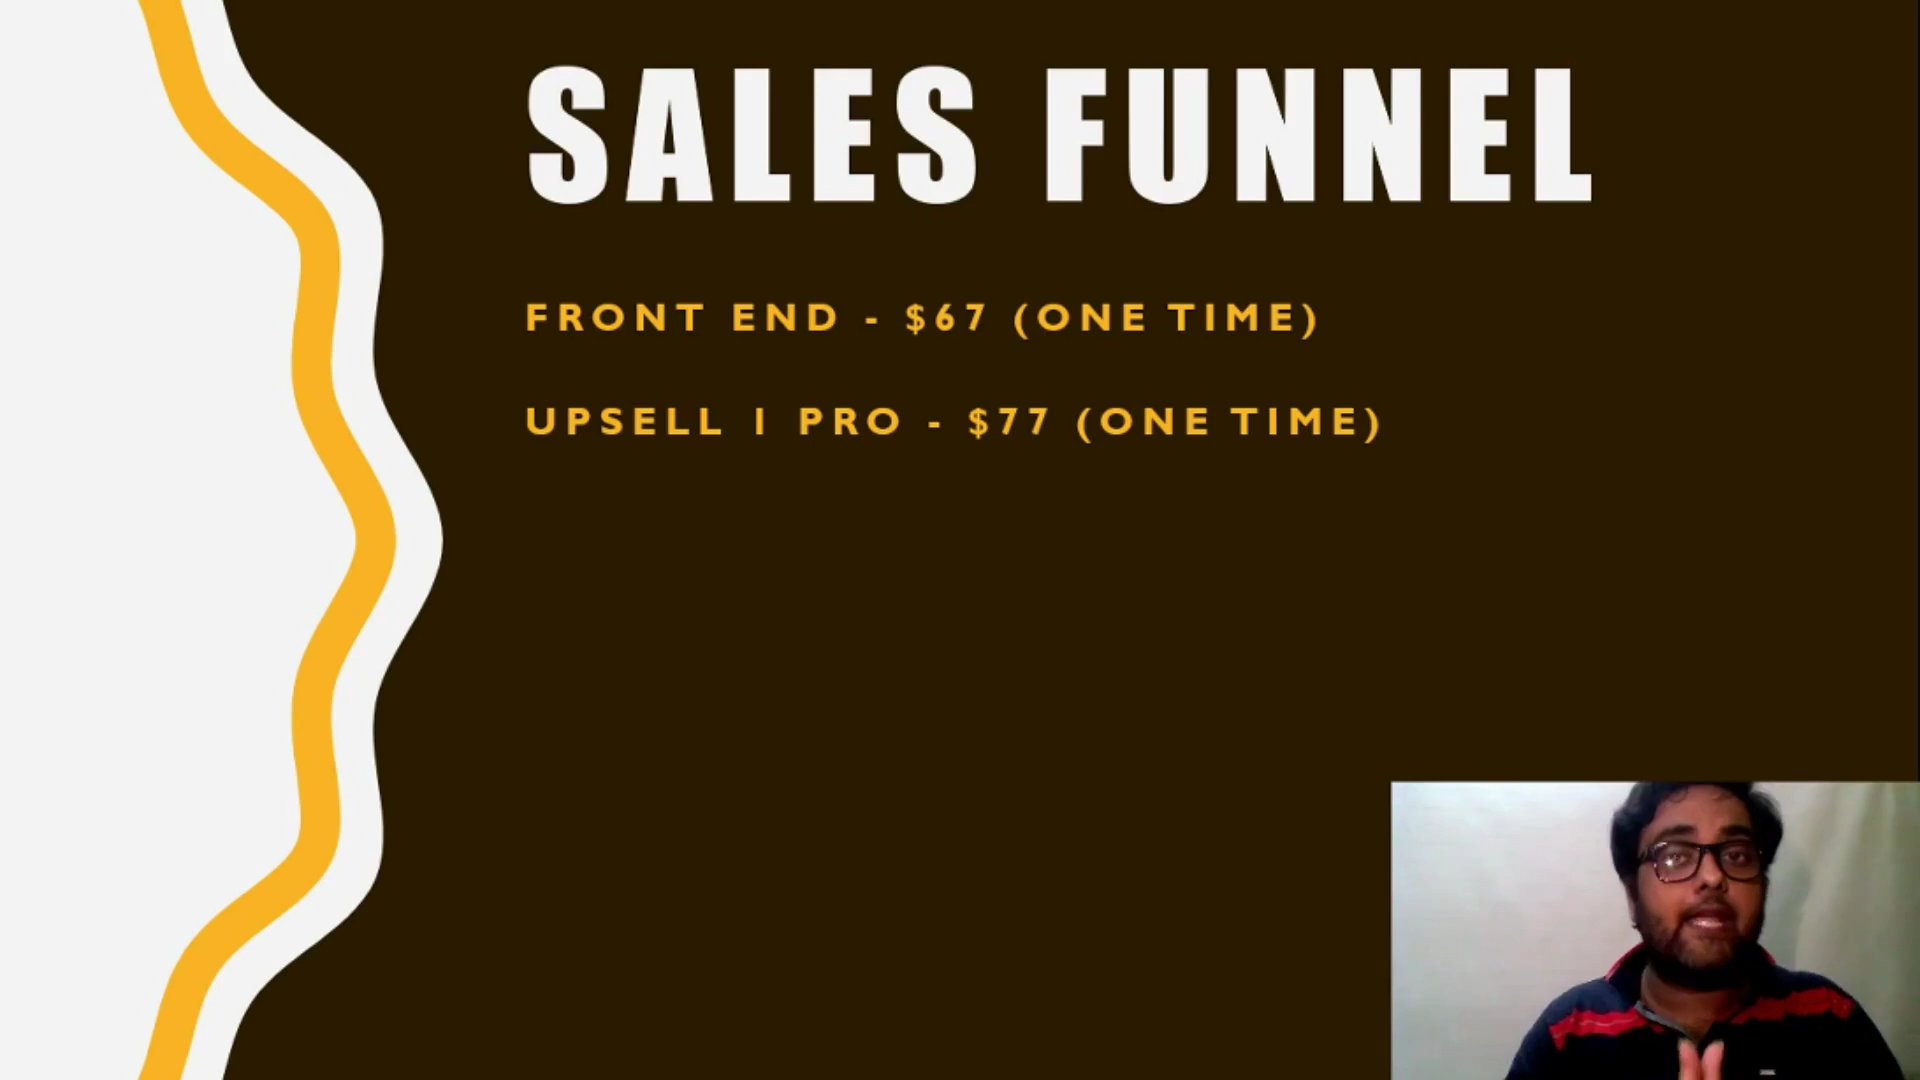 SALES FUNNEL
FRONT END - $67 (ONE TIME)
UPSELL 1 PRO - $77 (ONE TIME)